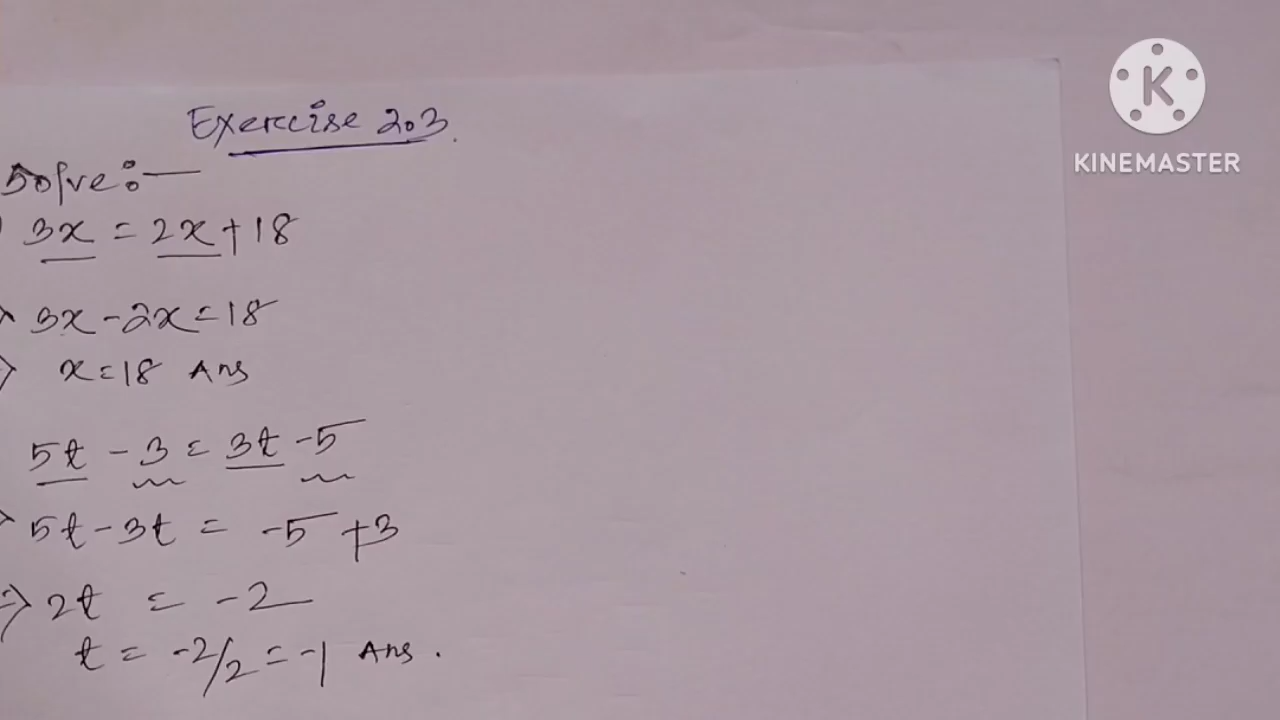 Exercise 2.3.
Solve:—
3x = 2x + 18
3x - 2x = 18
⇒ x = 18 Ans
5t - 3 = 3t - 5
5t - 3t = -5 + 3
⇒ 2t = -2
t = -2/2 = -1 Ans.
K
KINEMASTER